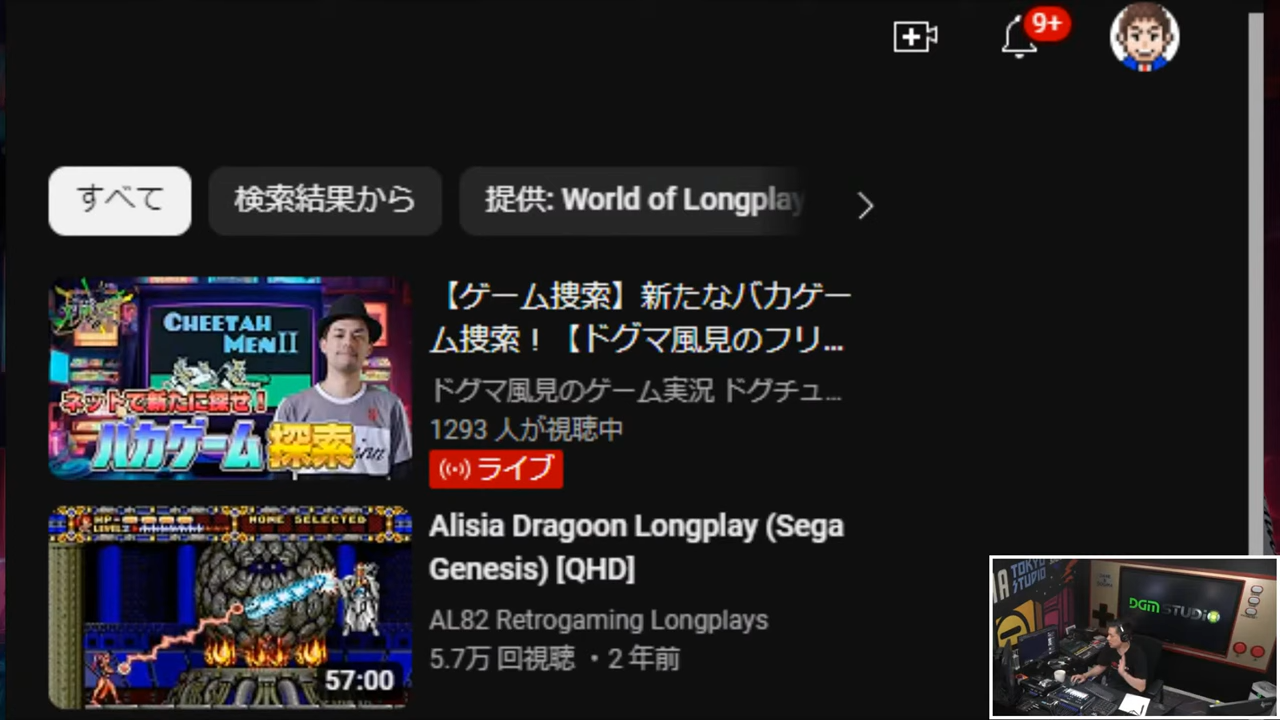 9+
すべて
検索結果から
提供: World of Longplay
CHEETAH
MEN II
ネットで新たに探せ！
バカゲーム 探索
【ゲーム捜索】新たなバカゲー
ム捜索！【ドグマ風見のフリ...
ドグマ風見のゲーム実況 ドグチュ...
1293 人が視聴中
ライブ
HP
LEVEL
NONE SELECTED
57:00
Alisia Dragoon Longplay (Sega
Genesis) [QHD]
AL82 Retrogaming Longplays
5.7万 回視聴 ・2 年前
TOKYO
STUDIO
DGM STUDIO